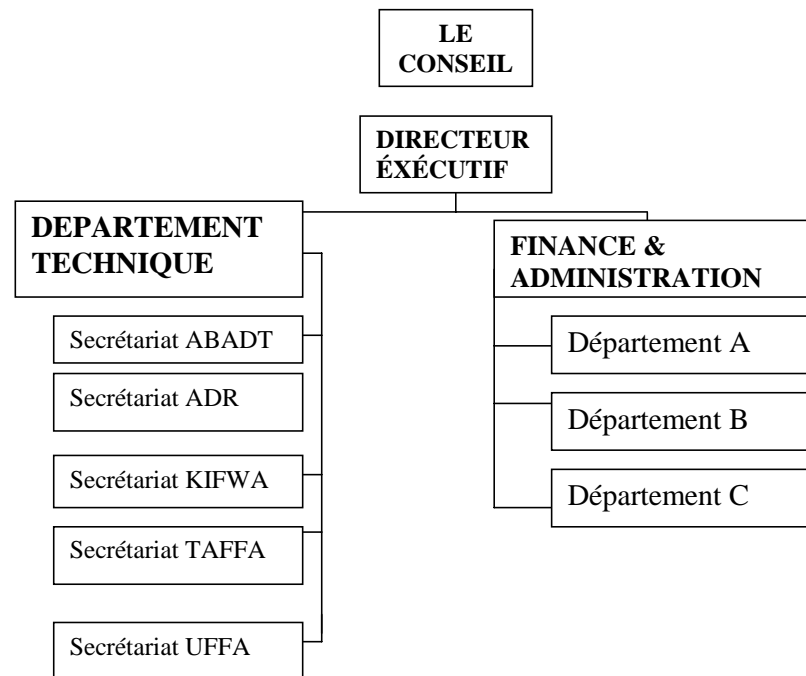 LE
CONSEIL
DIRECTEUR
ÉXÉCUTIF
DEPARTEMENT
TECHNIQUE
Secrétariat ABADT
Secrétariat ADR
Secrétariat KIFWA
Secrétariat TAFFA
Secrétariat UFFA
FINANCE &
ADMINISTRATION
Département A
Département B
Département C